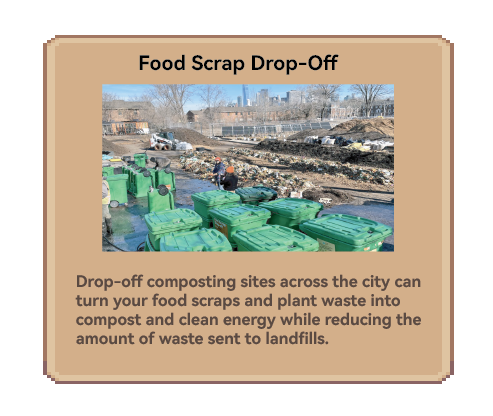 Food Scrap Drop-Off
Drop-off composting sites across the city can
turn your food scraps and plant waste into
compost and clean energy while reducing the
amount of waste sent to landfills.